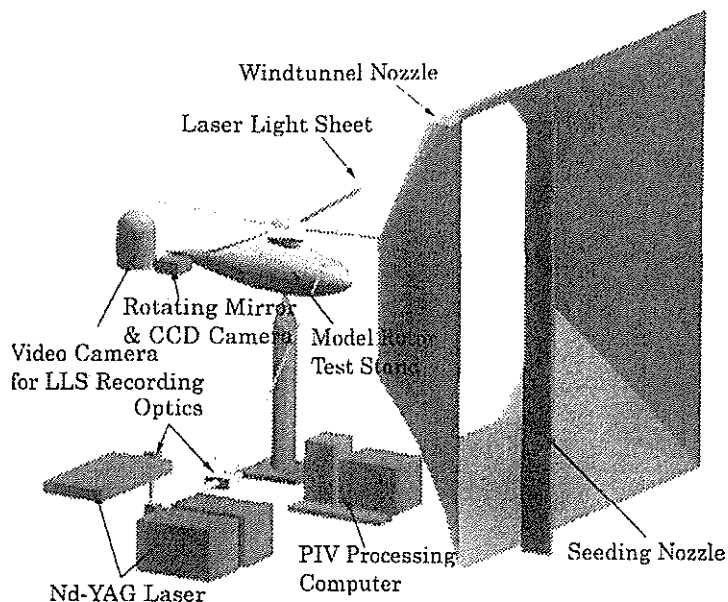 Windtunnel Nozzle
Laser Light Sheet
Rotating Mirror
& CCD Camera
Model Rotor
Test Stand
Video Camera
for LLS Recording
Optics
PIV Processing
Computer
Seeding Nozzle
Nd-YAG Laser